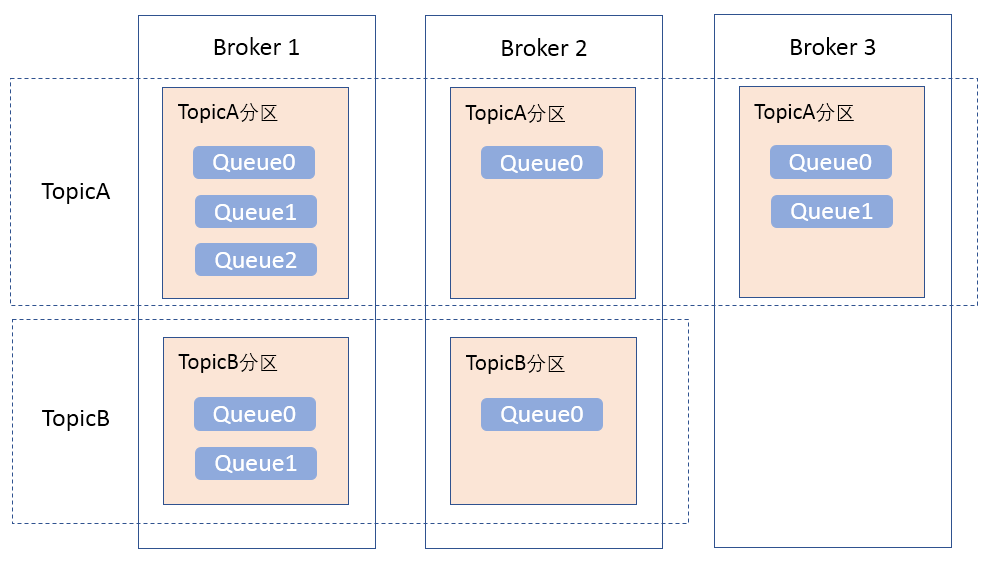 Broker 1
Broker 2
Broker 3
TopicA
TopicA分区
Queue0
Queue1
Queue2
TopicA分区
Queue0
TopicA分区
Queue0
Queue1
TopicB
TopicB分区
Queue0
Queue1
TopicB分区
Queue0